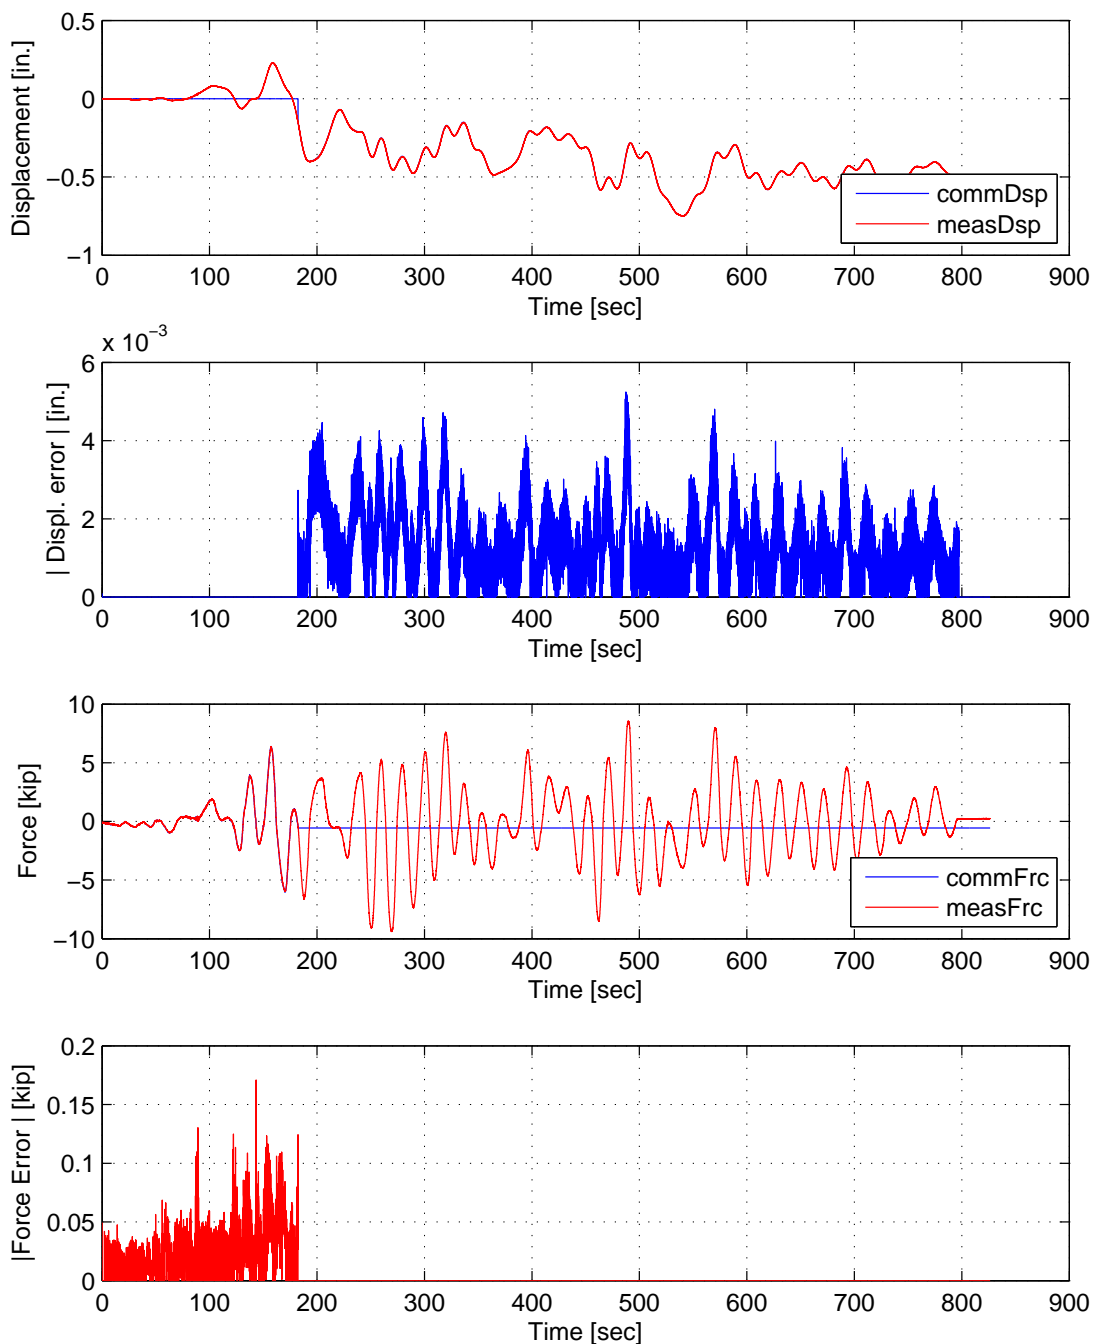 0.5
0
−0.5
−1
Displacement [in.]
commDsp
measDsp
0 100 200 300 400 500 600 700 800 900
Time [sec]
x 10−3
6
4
2
0
| Displ. error | [in.]
0 100 200 300 400 500 600 700 800 900
Time [sec]
10
5
0
−5
−10
Force [kip]
commFrc
measFrc
0 100 200 300 400 500 600 700 800 900
Time [sec]
0.2
0.15
0.1
0.05
0
|Force Error | [kip]
0 100 200 300 400 500 600 700 800 900
Time [sec]